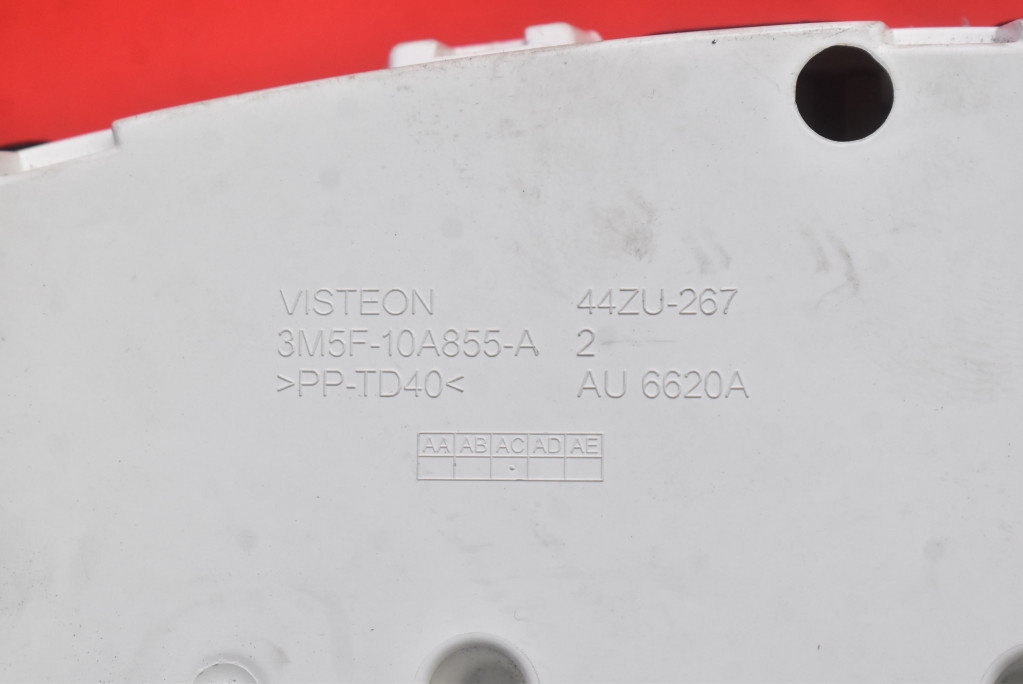 VISTEON 44ZU-267
3M5F-10A855-A 2
>PP-TD40< AU 6620A
AA AB AC AD AE